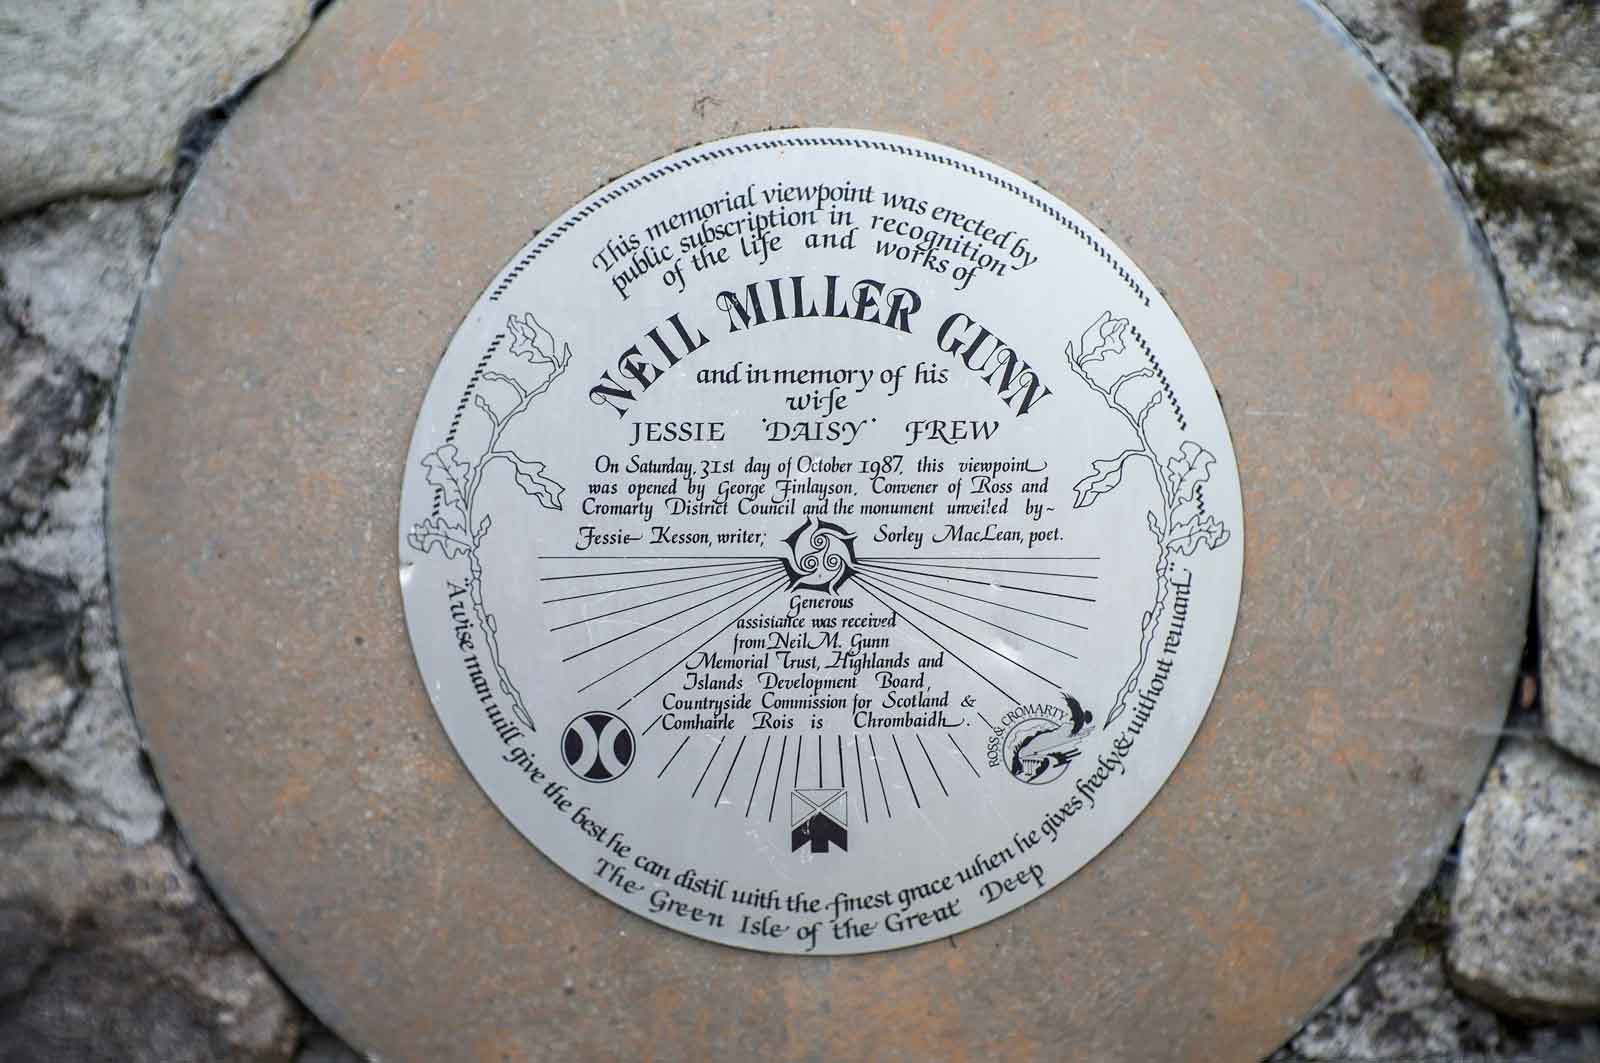 This memorial viewpoint was erected by
public subscription in recognition
of the life and works of
NEIL MILLER GUNN
and in memory of his
wife
JESSIE 'DAISY' FREW
On Saturday, 31st day of October 1987, this viewpoint
was opened by George Finlayson, Convener of Ross and
Cromarty District Council and the monument unveiled by~
Jessie Kesson, writer; Sorley MacLean, poet.
Generous
assistance was received
from Neil M. Gunn
Memorial Trust, Highlands and
Islands Development Board,
Countryside Commission for Scotland &
Comhairle Rois is Chrombaidh.
ROSS & CROMARTY
"A wise man will give the best he can distil with the finest grace when he gives freely & without return"..
The Green Isle of the Great Deep